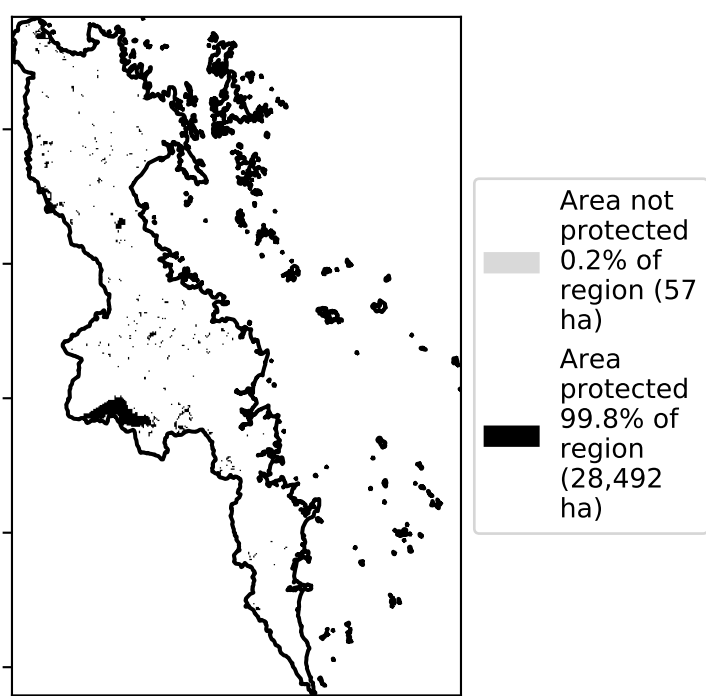 Area not
protected
0.2% of
region (57
ha)
Area
protected
99.8% of
region
(28,492
ha)